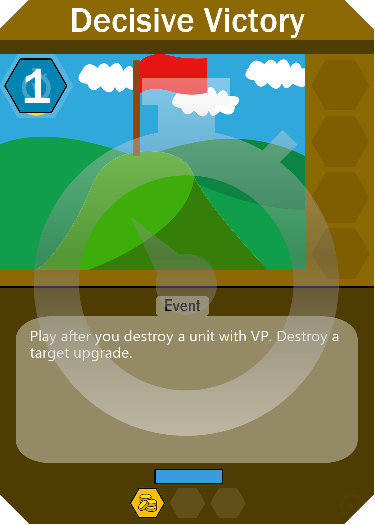 Decisive Victory
1
Event
Play after you destroy a unit with VP. Destroy a
target upgrade.